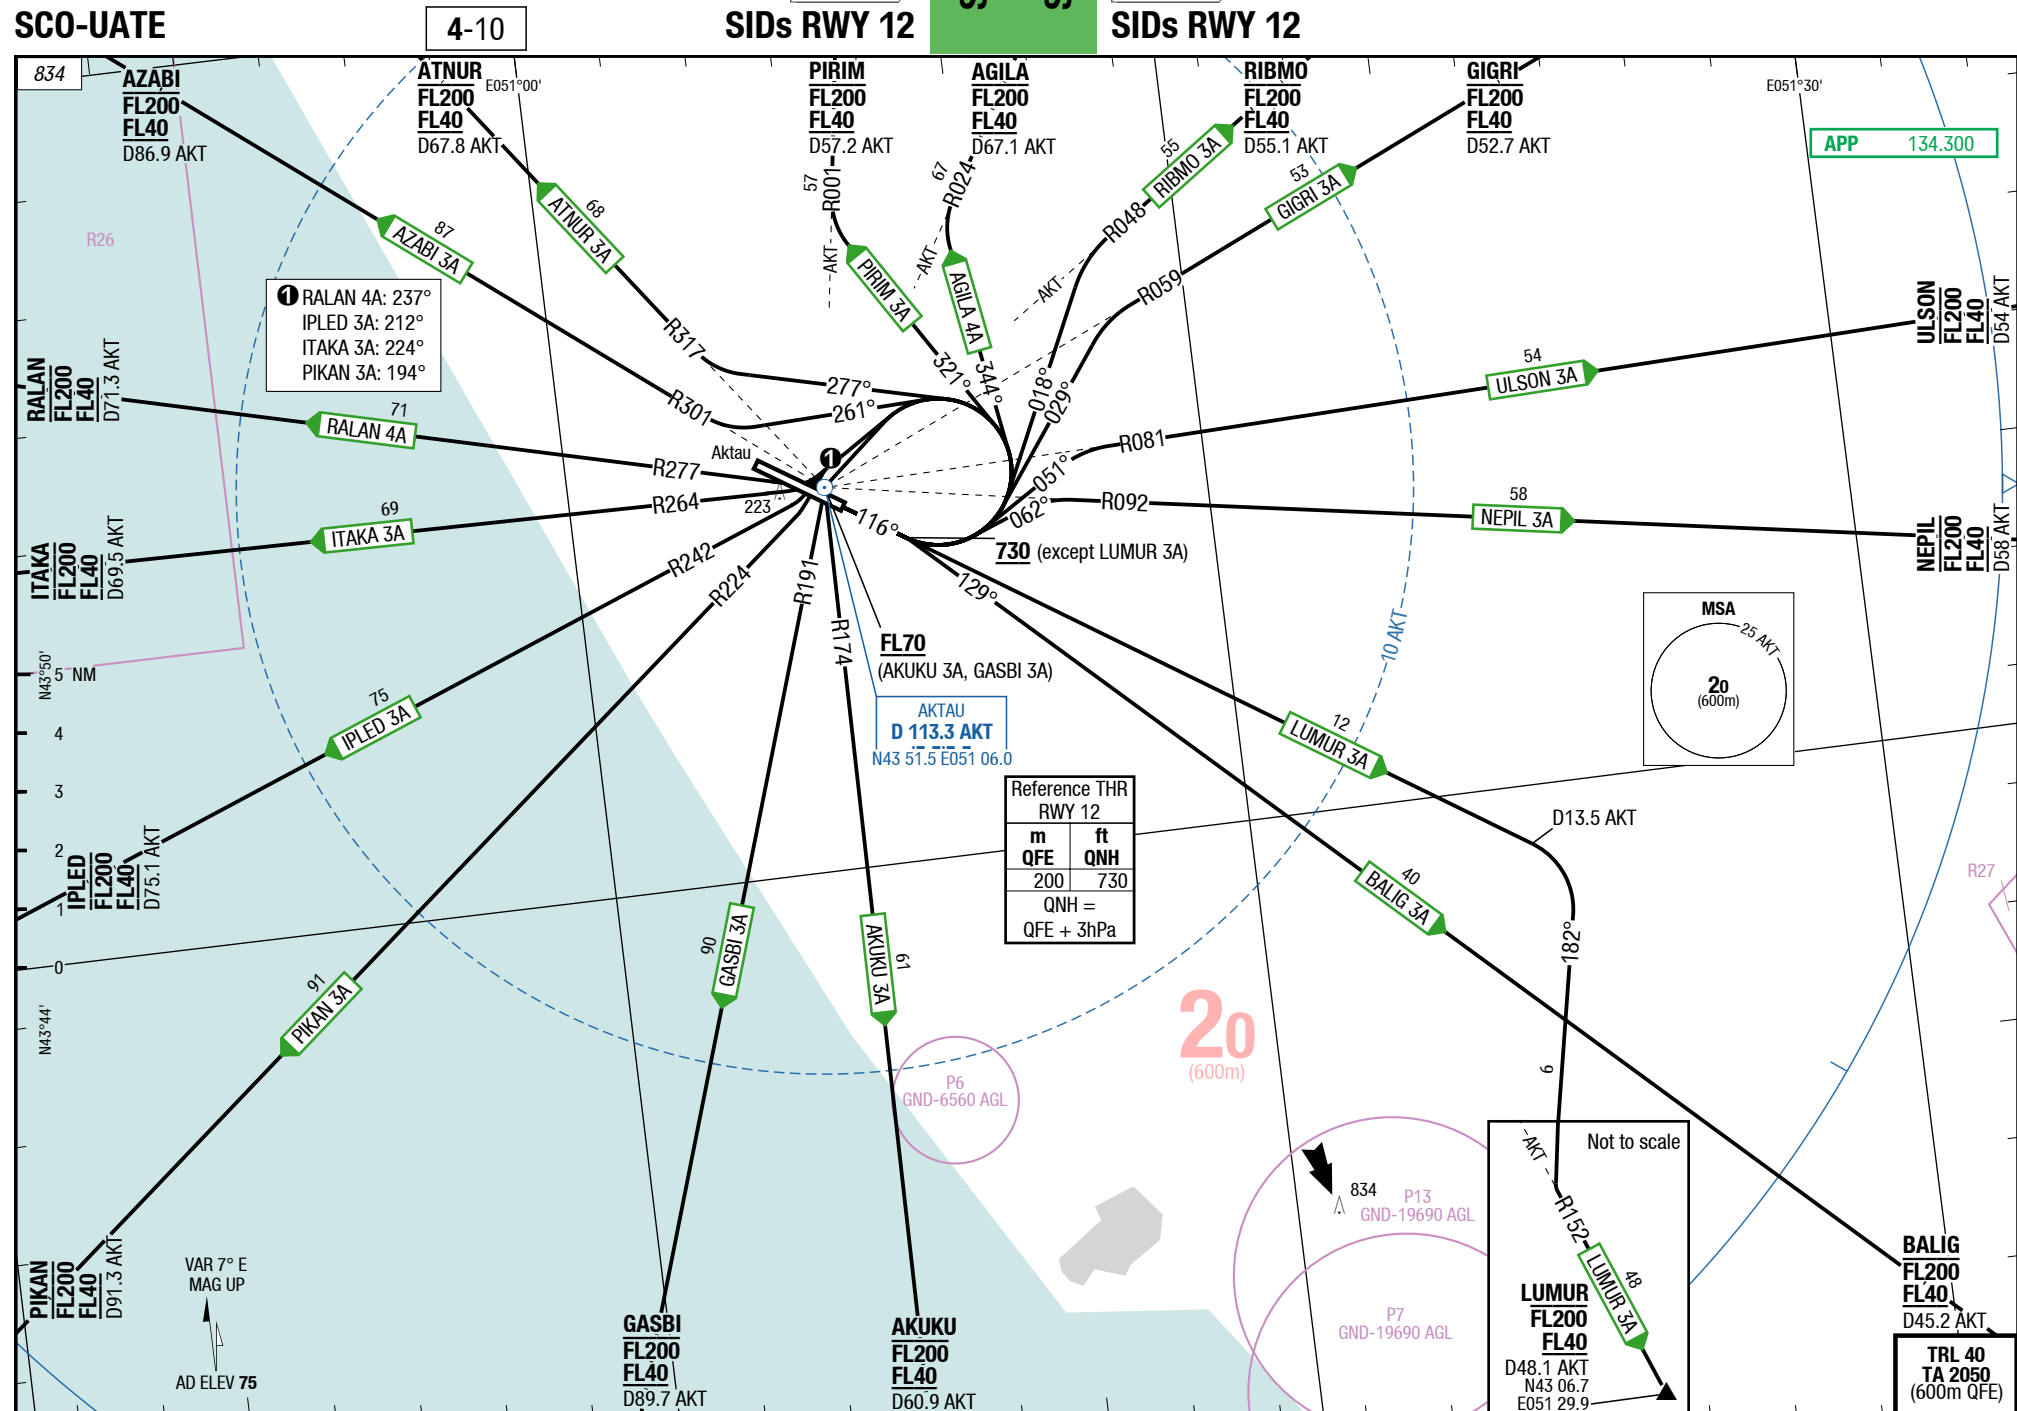 SCO-UATE
4-10
SIDs RWY 12
SIDs RWY 12
834
AZABI
FL200
FL40
D86.9 AKT
ATNUR
FL200
FL40
D67.8 AKT
E051°00'
PIRIM
FL200
FL40
D57.2 AKT
AGILA
FL200
FL40
D67.1 AKT
RIBMO
FL200
FL40
D55.1 AKT
GIGRI
FL200
FL40
D52.7 AKT
E051°30'
APP 134.300
R26
87
AZABI 3A
68
ATNUR 3A
57
R001
AKT
PIRIM 3A
67
R024
AKT
AGILA 4A
55
RIBMO 3A
R048
AKT
53
GIGRI 3A
R059
1 RALAN 4A: 237°
IPLED 3A: 212°
ITAKA 3A: 224°
PIKAN 3A: 194°
RALAN
FL200
FL40
D71.3 AKT
71
RALAN 4A
R277
R317
R301
277°
261°
321°
344°
018°
029°
051°
062°
R081
54
ULSON 3A
ULSON
FL200
FL40
D54 AKT
Aktau
1
223
116°
R092
58
NEPIL 3A
NEPIL
FL200
FL40
D58 AKT
ITAKA
FL200
FL40
D69.5 AKT
69
ITAKA 3A
R264
R242
R224
R191
R174
129°
730 (except LUMUR 3A)
FL70
(AKUKU 3A, GASBI 3A)
AKTAU
D 113.3 AKT
N43 51.5 E051 06.0
10 AKT
MSA
25 AKT
20
(600m)
N43°50'
5 NM
4
3
2
1
0
N43°44'
75
IPLED 3A
IPLED
FL200
FL40
D75.1 AKT
12
LUMUR 3A
D13.5 AKT
182°
6
Reference THR
RWY 12
m ft
QFE QNH
200 730
QNH =
QFE + 3hPa
40
BALIG 3A
R27
90
GASBI 3A
61
AKUKU 3A
91
PIKAN 3A
20
(600m)
P6
GND-6560 AGL
834
P13
GND-19690 AGL
P7
GND-19690 AGL
Not to scale
AKT
R152
48
LUMUR 3A
LUMUR
FL200
FL40
D48.1 AKT
N43 06.7
E051 29.9
BALIG
FL200
FL40
D45.2 AKT
PIKAN
FL200
FL40
D91.3 AKT
VAR 7° E
MAG UP
AD ELEV 75
GASBI
FL200
FL40
D89.7 AKT
AKUKU
FL200
FL40
D60.9 AKT
TRL 40
TA 2050
(600m QFE)